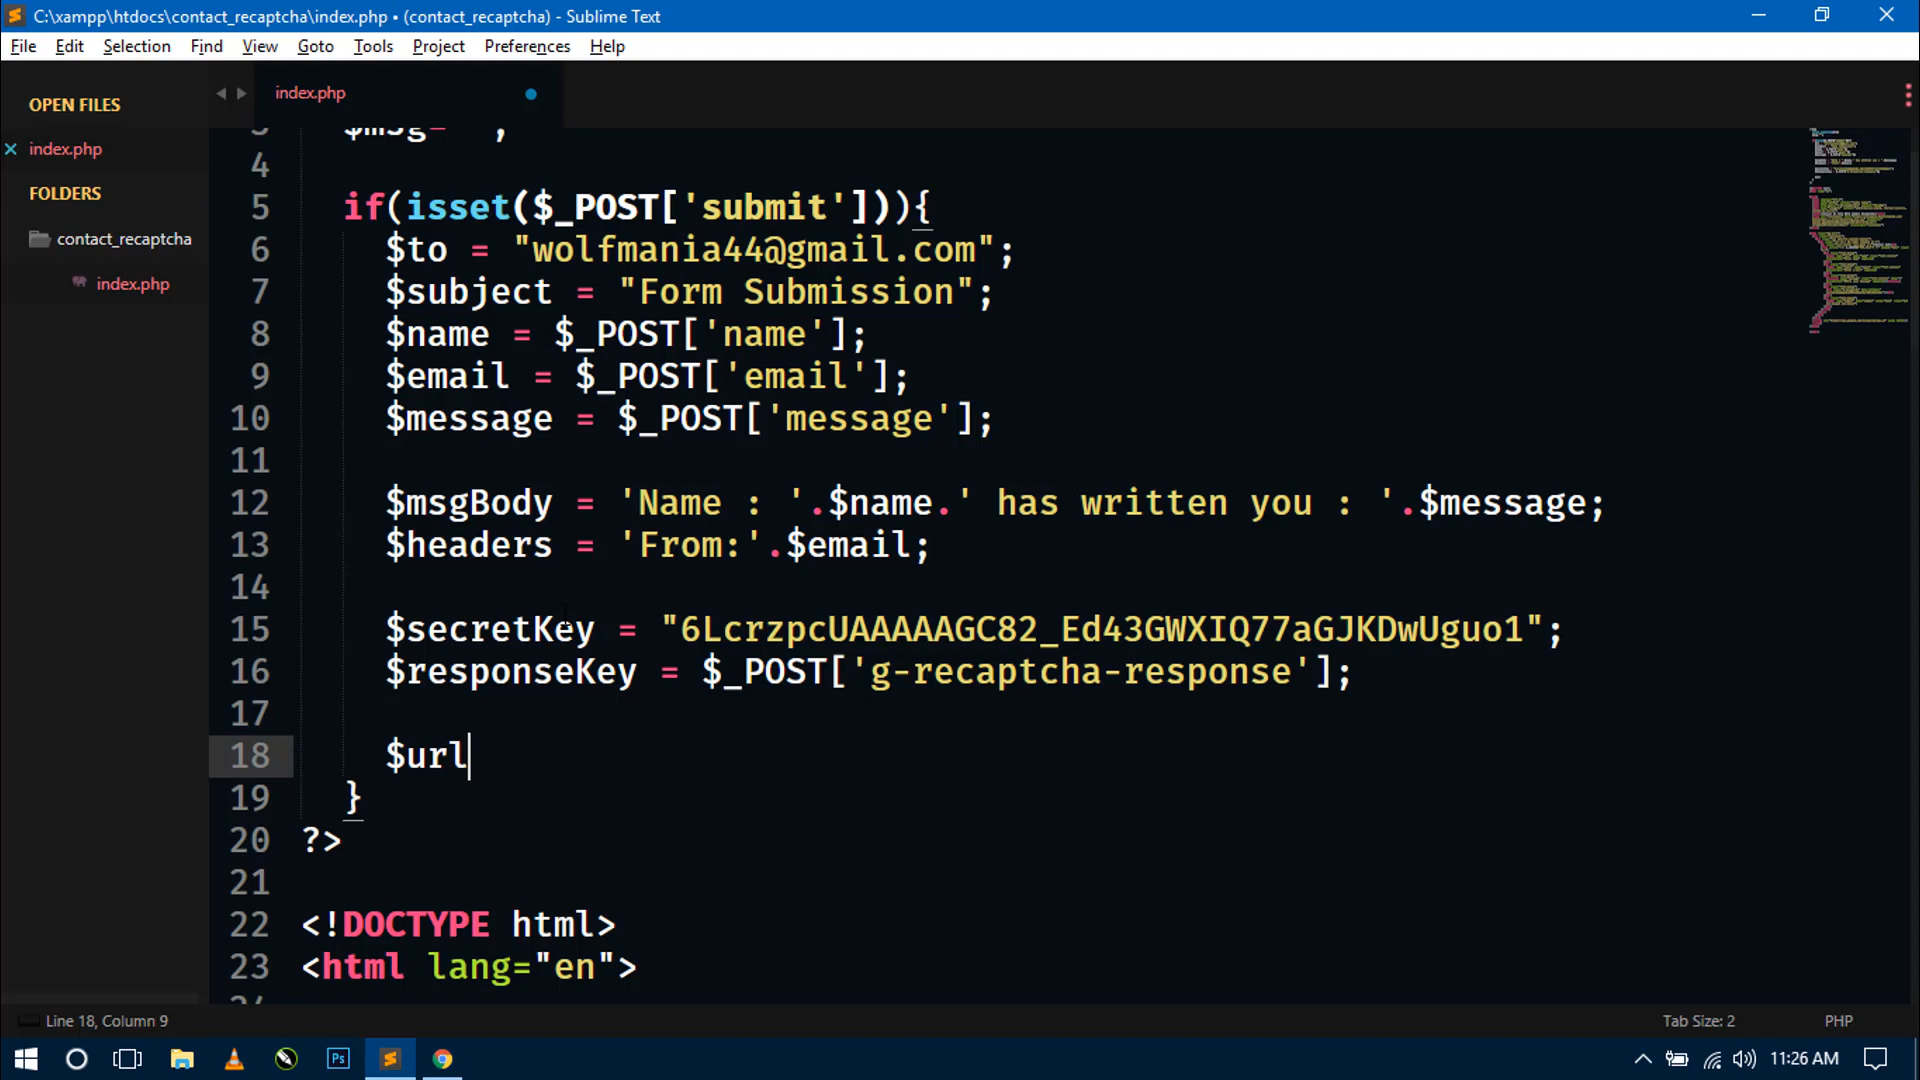 C:\xampp\htdocs\contact_recaptcha\index.php • (contact_recaptcha) - Sublime Text
File Edit Selection Find View Goto Tools Project Preferences Help
OPEN FILES
index.php
FOLDERS
contact_recaptcha
index.php
index.php
4
5 if(isset($_POST['submit'])){
6 $to = "wolfmania44@gmail.com";
7 $subject = "Form Submission";
8 $name = $_POST['name'];
9 $email = $_POST['email'];
10 $message = $_POST['message'];
11
12 $msgBody = 'Name : '.$name.' has written you : '.$message;
13 $headers = 'From:'.$email;
14
15 $secretKey = "6LcrzpcUAAAAAGC82_Ed43GWXIQ77aGJKDwUguo1";
16 $responseKey = $_POST['g-recaptcha-response'];
17
18 $url
19 }
20 ?>
21
22 <!DOCTYPE html>
23 <html lang="en">
Line 18, Column 9 Tab Size: 2 PHP
Ps
11:26 AM